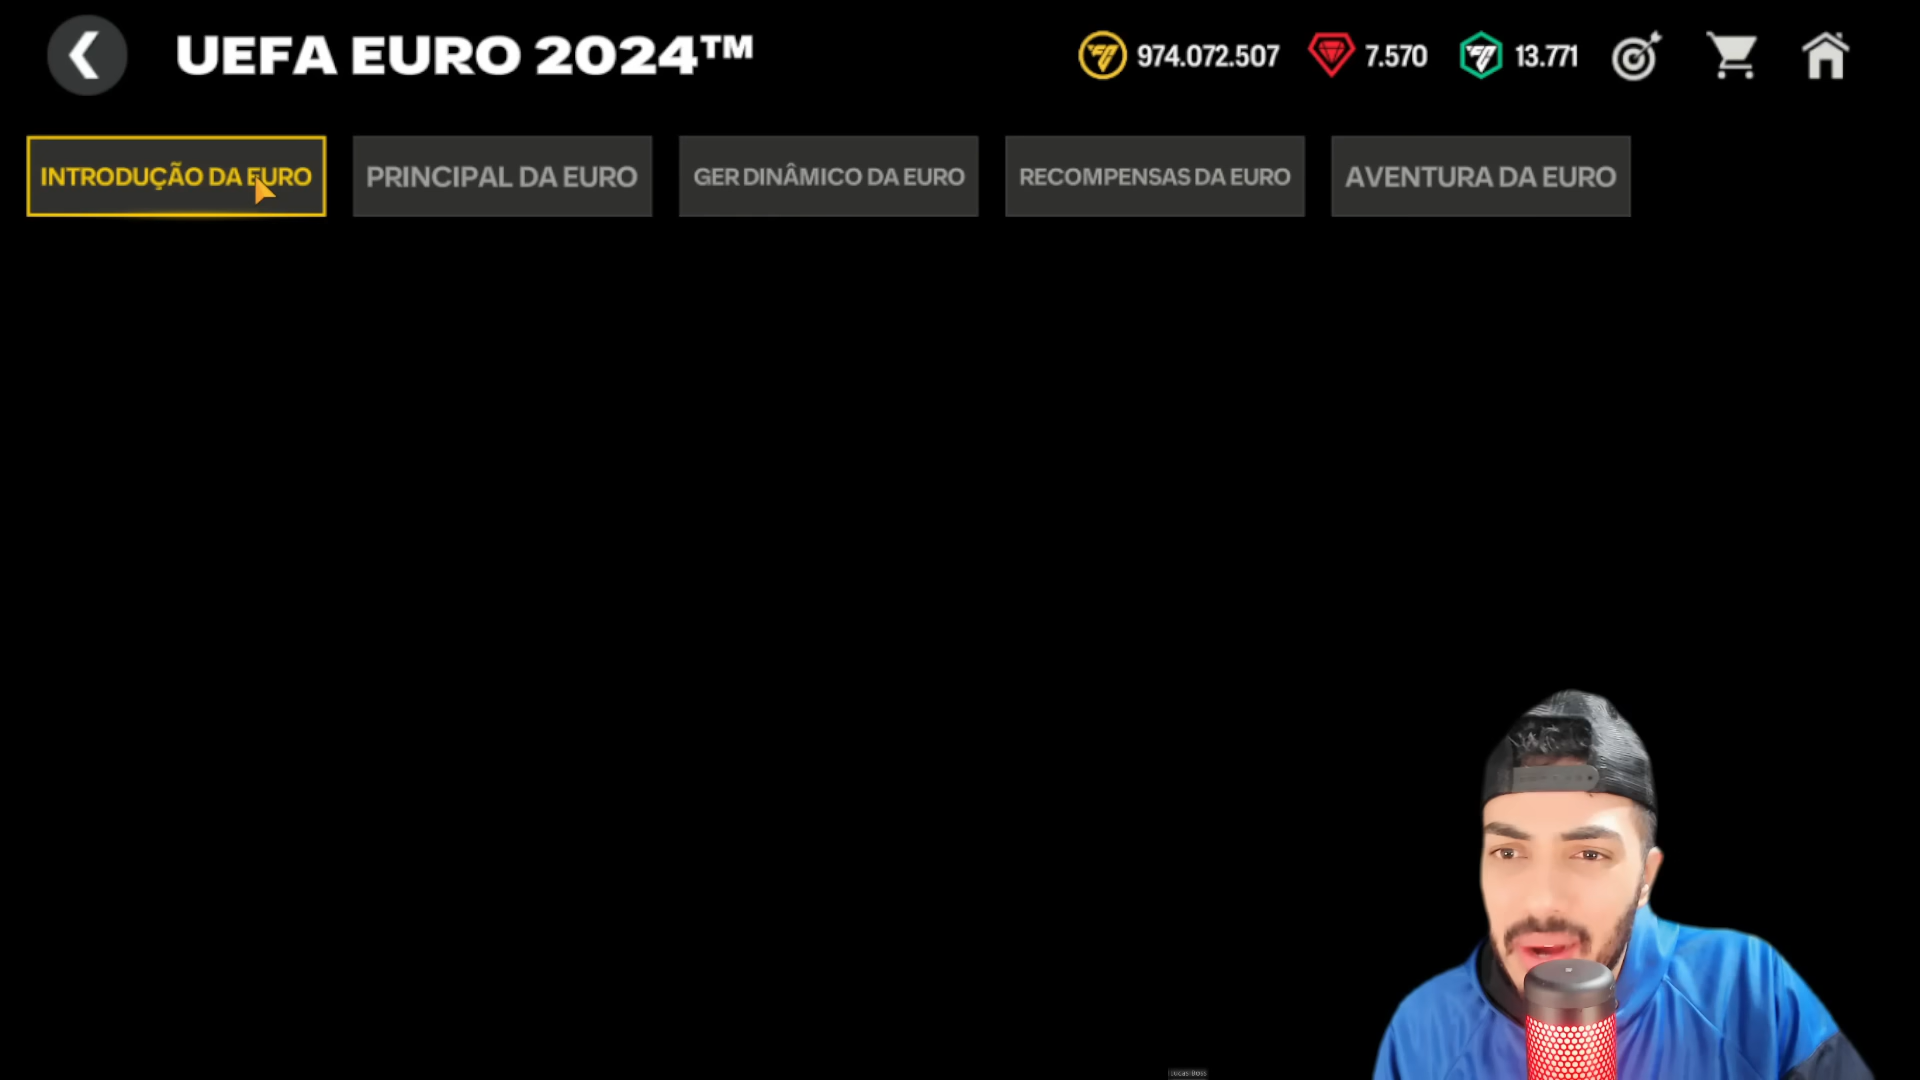 UEFA EURO 2024™
974.072.507
7.570
13.771
INTRODUÇÃO DA EURO
PRINCIPAL DA EURO
GER DINÂMICO DA EURO
RECOMPENSAS DA EURO
AVENTURA DA EURO